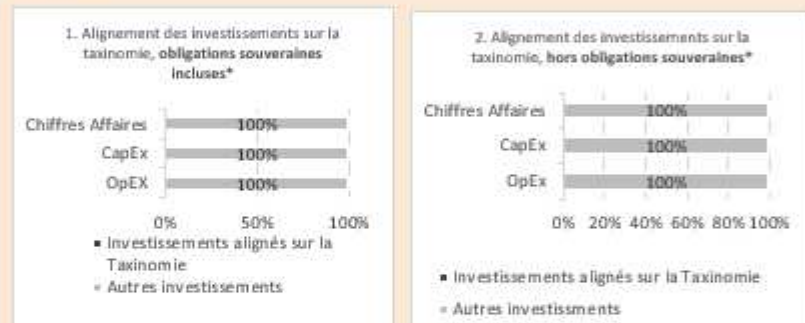 1. Alignement des investissements sur la
taxinomie, obligations souveraines
incluses*
Chiffres Affaires
100%
CapEx
100%
OpEX
100%
0% 50% 100%
▪ Investissements alignés sur la
Taxinomie
▪ Autres investissements
2. Alignement des investissements sur la
taxinomie, hors obligations souveraines*
Chiffres Affaires
100%
CapEx
100%
OpEx
100%
0% 20% 40% 60% 80% 100%
▪ Investissements alignés sur la Taxinomie
▪ Autres investissments